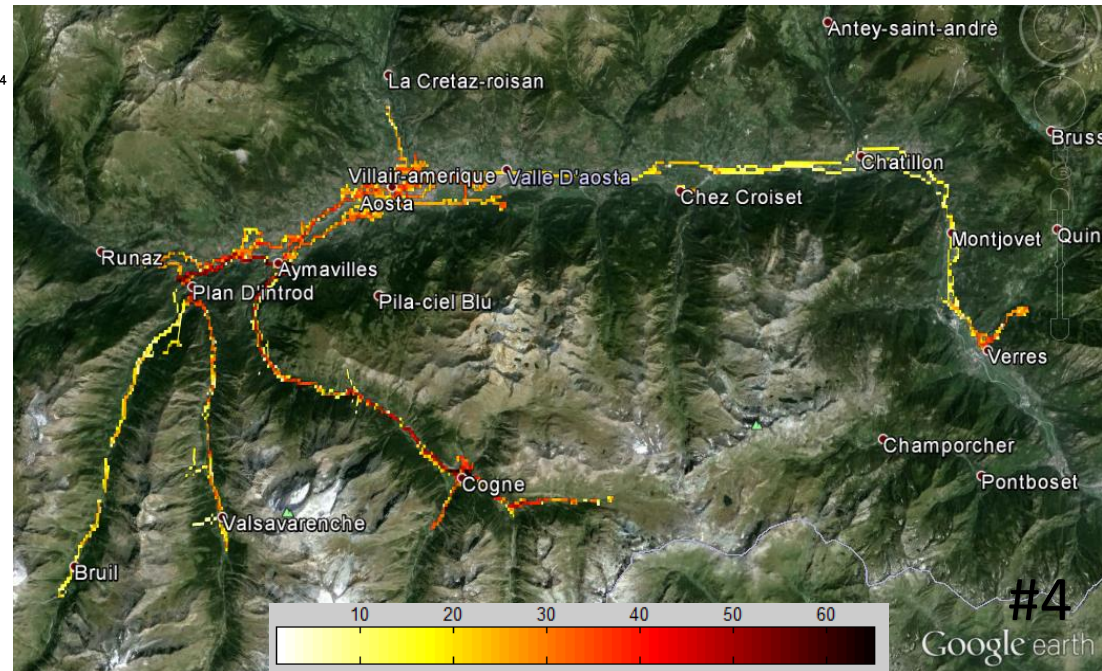 Antey-saint-andrè
4
La Cretaz-roisan
Bruss
Villair-amerique
Valle D'aosta
Chatillon
Aosta
Chez Croiset
Runaz
Aymavilles
Montjovet
Quin
Plan D'introd
Pila-ciel Blu
Verres
Champorcher
Cogne
Pontboset
Valsavarenche
Bruil
#4
10 20 30 40 50 60
Google earth